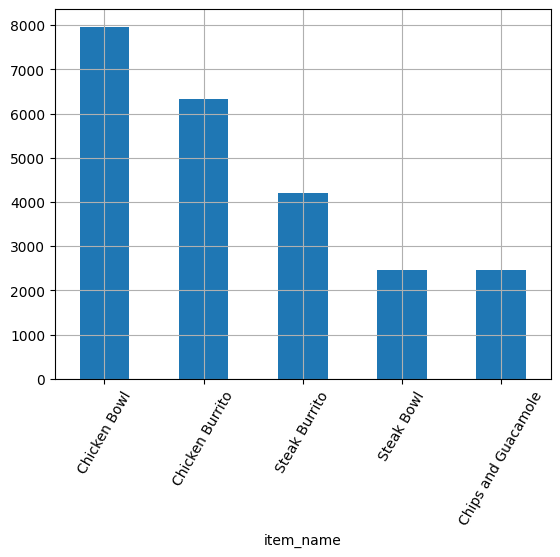 8000
7000
6000
5000
4000
3000
2000
1000
0
Chicken Bowl
Chicken Burrito
Steak Burrito
Steak Bowl
Chips and Guacamole
item_name